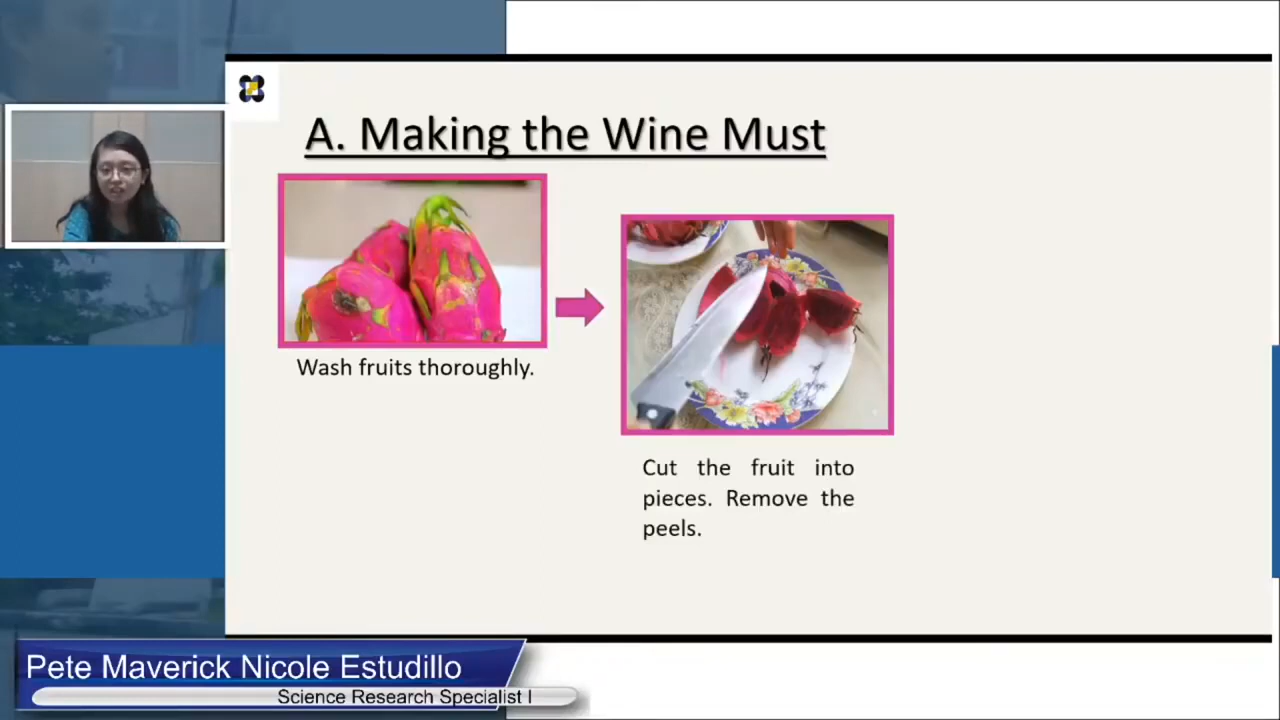 A. Making the Wine Must
Wash fruits thoroughly.
Cut the fruit into
pieces. Remove the
peels.
Pete Maverick Nicole Estudillo
Science Research Specialist I